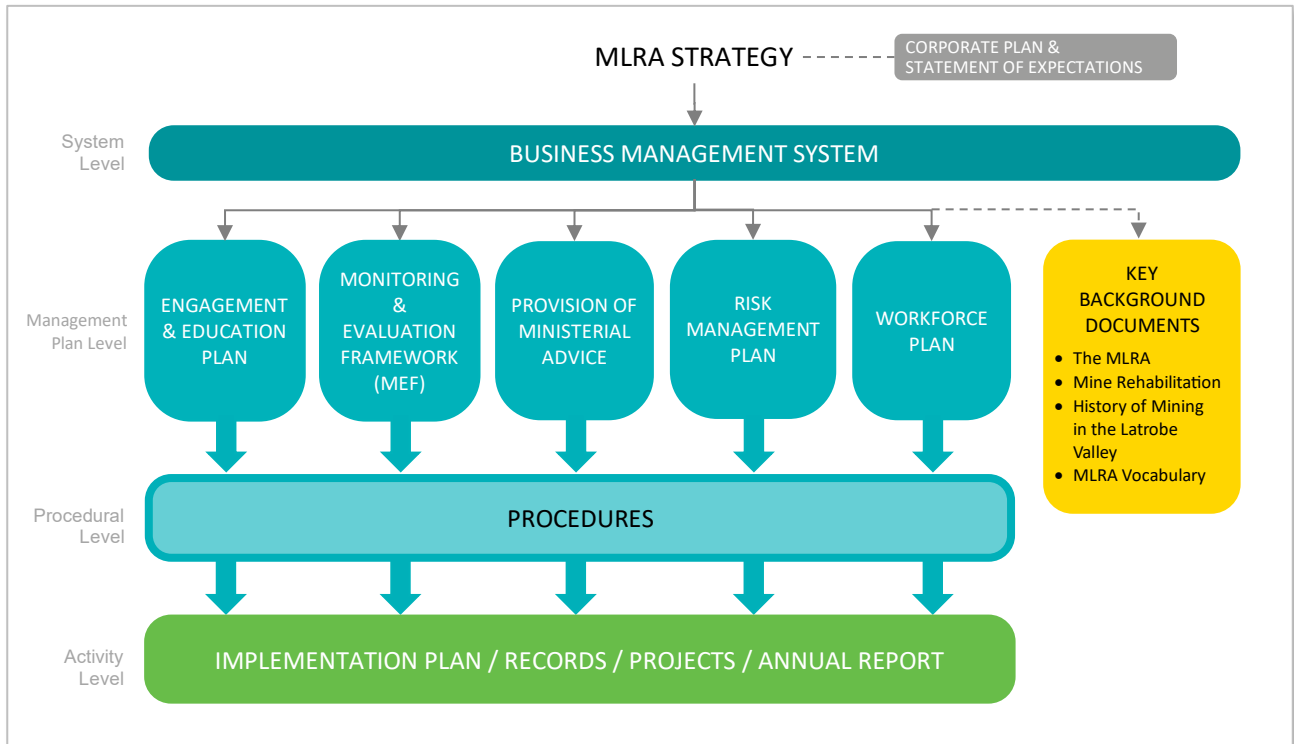 MLRA STRATEGY
CORPORATE PLAN &
STATEMENT OF EXPECTATIONS
System
Level
BUSINESS MANAGEMENT SYSTEM
Management
Plan Level
ENGAGEMENT
& EDUCATION
PLAN
MONITORING
&
EVALUATION
FRAMEWORK
(MEF)
PROVISION OF
MINISTERIAL
ADVICE
RISK
MANAGEMENT
PLAN
WORKFORCE
PLAN
KEY
BACKGROUND
DOCUMENTS
• The MLRA
• Mine Rehabilitation
• History of Mining
in the Latrobe
Valley
• MLRA Vocabulary
Procedural
Level
PROCEDURES
Activity
Level
IMPLEMENTATION PLAN / RECORDS / PROJECTS / ANNUAL REPORT